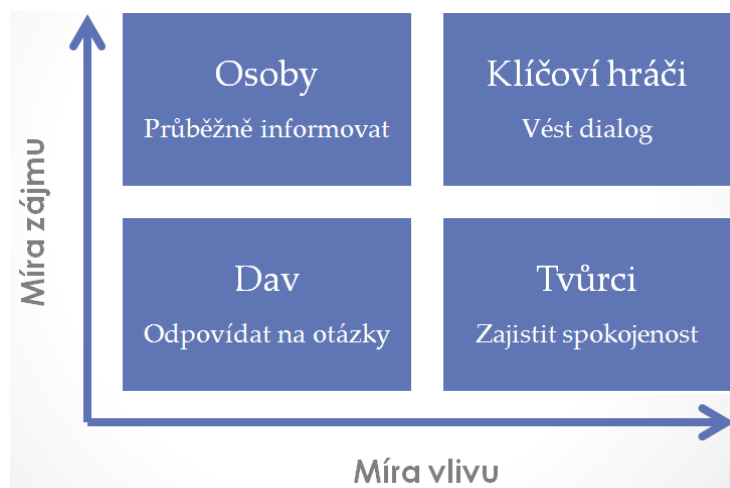 Osoby
Průběžně informovat
Klíčoví hráči
Vést dialog
Míra zájmu
Dav
Odpovídat na otázky
Tvůrci
Zajistit spokojenost
Míra vlivu